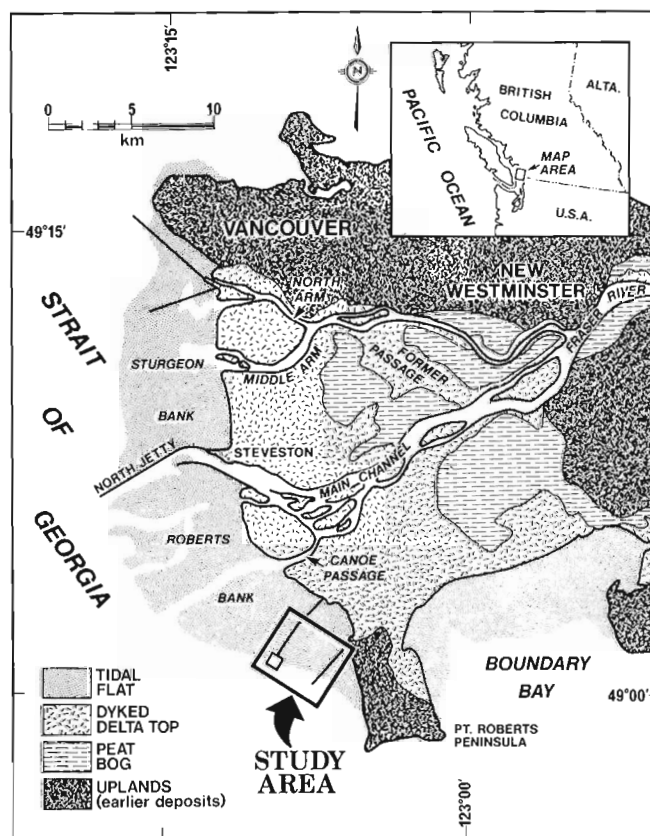 123°15'
0 5 10
km
N
BRITISH
COLUMBIA
ALTA.
PACIFIC OCEAN
MAP
AREA
U.S.A.
49°15'
VANCOUVER
NEW
WESTMINSTER
NORTH
ARM
FRASER RIVER
STRAIT
OF
GEORGIA
STURGEON
BANK
MIDDLE ARM
FORMER
PASSAGE
STEVESTON
NORTH JETTY
MAIN CHANNEL
ROBERTS
BANK
CANOE
PASSAGE
BOUNDARY
BAY
49°00'
PT. ROBERTS
PENINSULA
STUDY
AREA
TIDAL
FLAT
DYKED
DELTA TOP
PEAT
BOG
UPLANDS
(earlier deposits)
123°00'